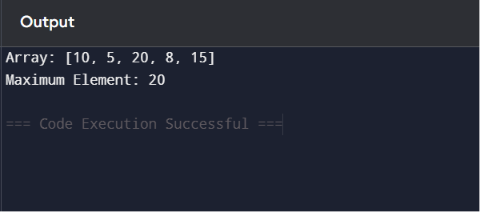 Output
Array: [10, 5, 20, 8, 15]
Maximum Element: 20
=== Code Execution Successful ===